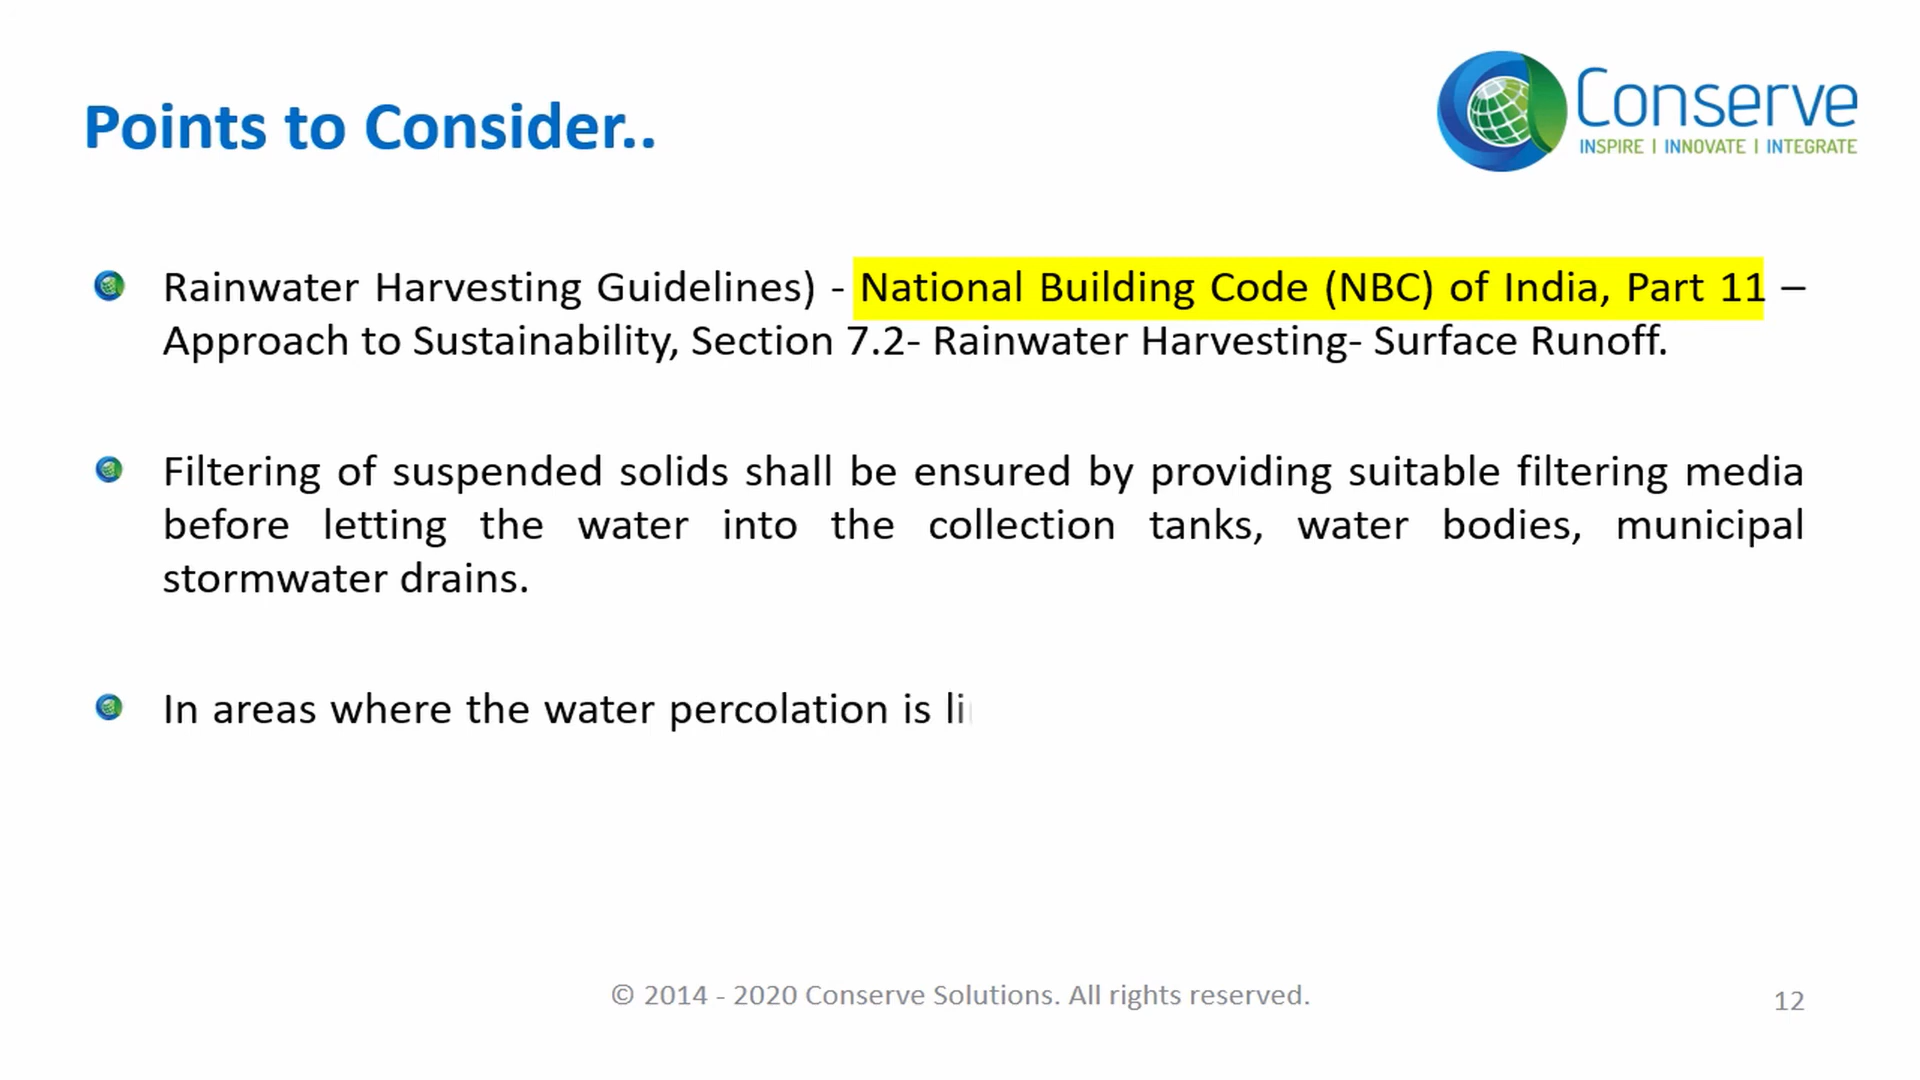 Points to Consider..
Conserve
INSPIRE | INNOVATE | INTEGRATE
Rainwater Harvesting Guidelines) - National Building Code (NBC) of India, Part 11 –
Approach to Sustainability, Section 7.2- Rainwater Harvesting- Surface Runoff.
Filtering of suspended solids shall be ensured by providing suitable filtering media
before letting the water into the collection tanks, water bodies, municipal
stormwater drains.
In areas where the water percolation is
© 2014 - 2020 Conserve Solutions. All rights reserved.
12